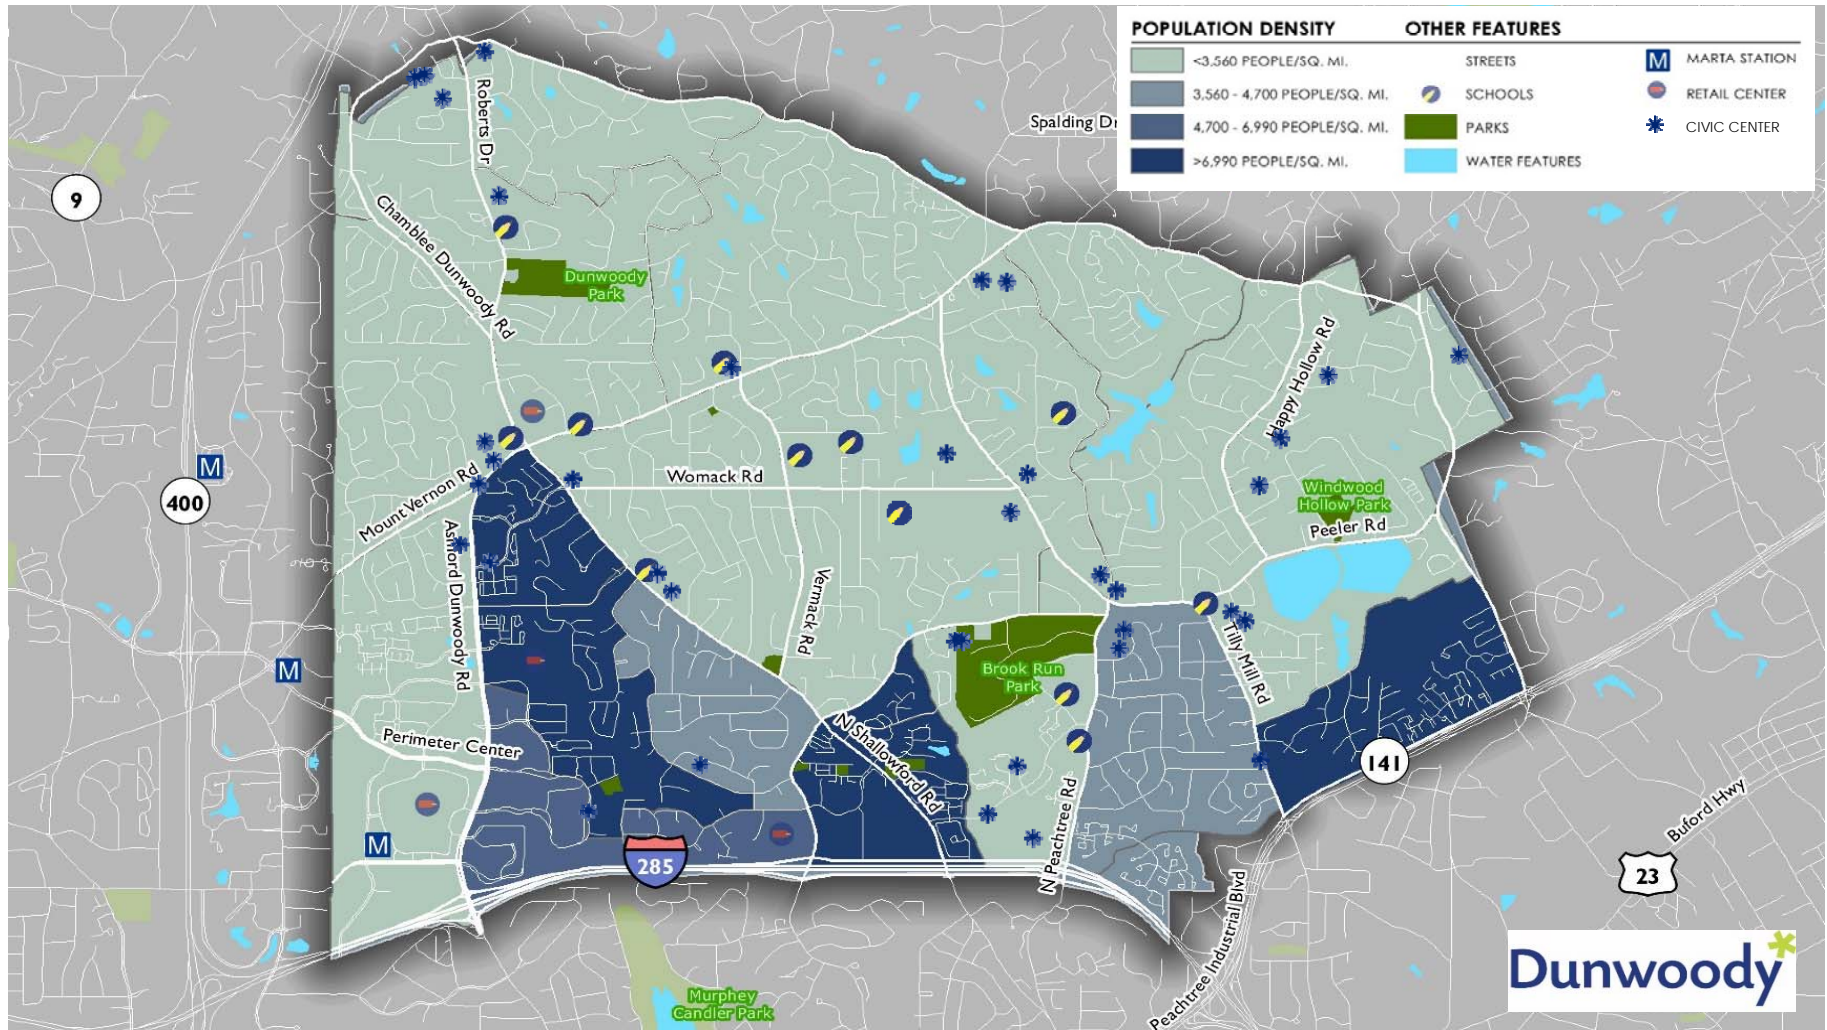 POPULATION DENSITY
<3,560 PEOPLE/SQ. MI.
3,560 - 4,700 PEOPLE/SQ. MI.
4,700 - 6,990 PEOPLE/SQ. MI.
>6,990 PEOPLE/SQ. MI.
OTHER FEATURES
STREETS
SCHOOLS
PARKS
WATER FEATURES
M MARTA STATION
RETAIL CENTER
CIVIC CENTER
Roberts Dr
Spalding Dr
9
Chamblee Dunwoody Rd
Dunwoody
Park
Happy Hollow Rd
M
400
Mount Vernon Rd
Womack Rd
Windwood
Hollow Park
Peeler Rd
Asmord Dunwoody Rd
Vermack Rd
M
Brook Run
Park
Tilly Mill Rd
Perimeter Center
N Shallowford Rd
141
Buford Hwy
M
285
N Peachtree Rd
23
Peachtree Industrial Blvd
Murphey
Candler Park
Dunwoody